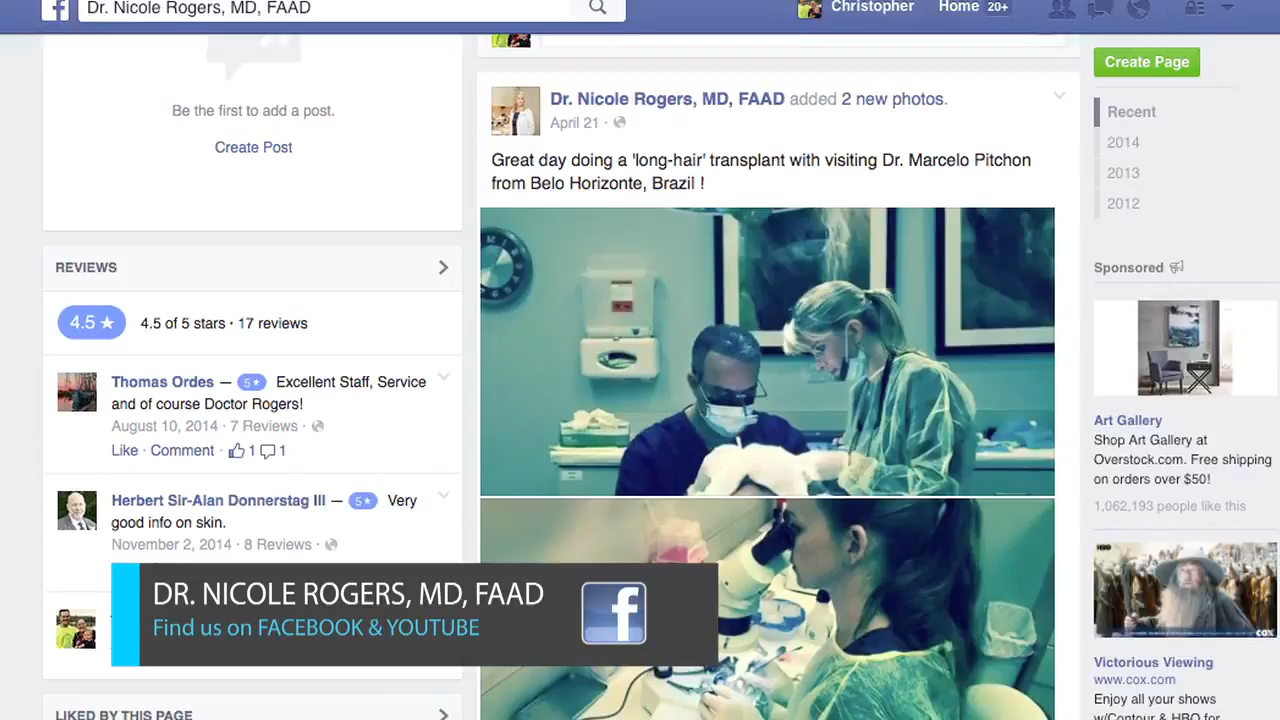 Dr. Nicole Rogers, MD, FAAD
Christopher
Home 20+
Be the first to add a post.
Create Post
REVIEWS
4.5 ★
4.5 of 5 stars · 17 reviews
Thomas Ordes — 5★ Excellent Staff, Service
and of course Doctor Rogers!
August 10, 2014 · 7 Reviews ·
Like · Comment · 1 1
Herbert Sir-Alan Donnerstag III — 5★ Very
good info on skin.
November 2, 2014 · 8 Reviews ·
DR. NICOLE ROGERS, MD, FAAD
Find us on FACEBOOK & YOUTUBE
f
LIKED BY THIS PAGE
Dr. Nicole Rogers, MD, FAAD added 2 new photos.
April 21 ·
Great day doing a 'long-hair' transplant with visiting Dr. Marcelo Pitchon
from Belo Horizonte, Brazil !
Create Page
Recent
2014
2013
2012
Sponsored
Art Gallery
Shop Art Gallery at
Overstock.com. Free shipping
on orders over $50!
1,062,193 people like this
HBO
COX
Victorious Viewing
www.cox.com
Enjoy all your shows
w/Contour & HBO for